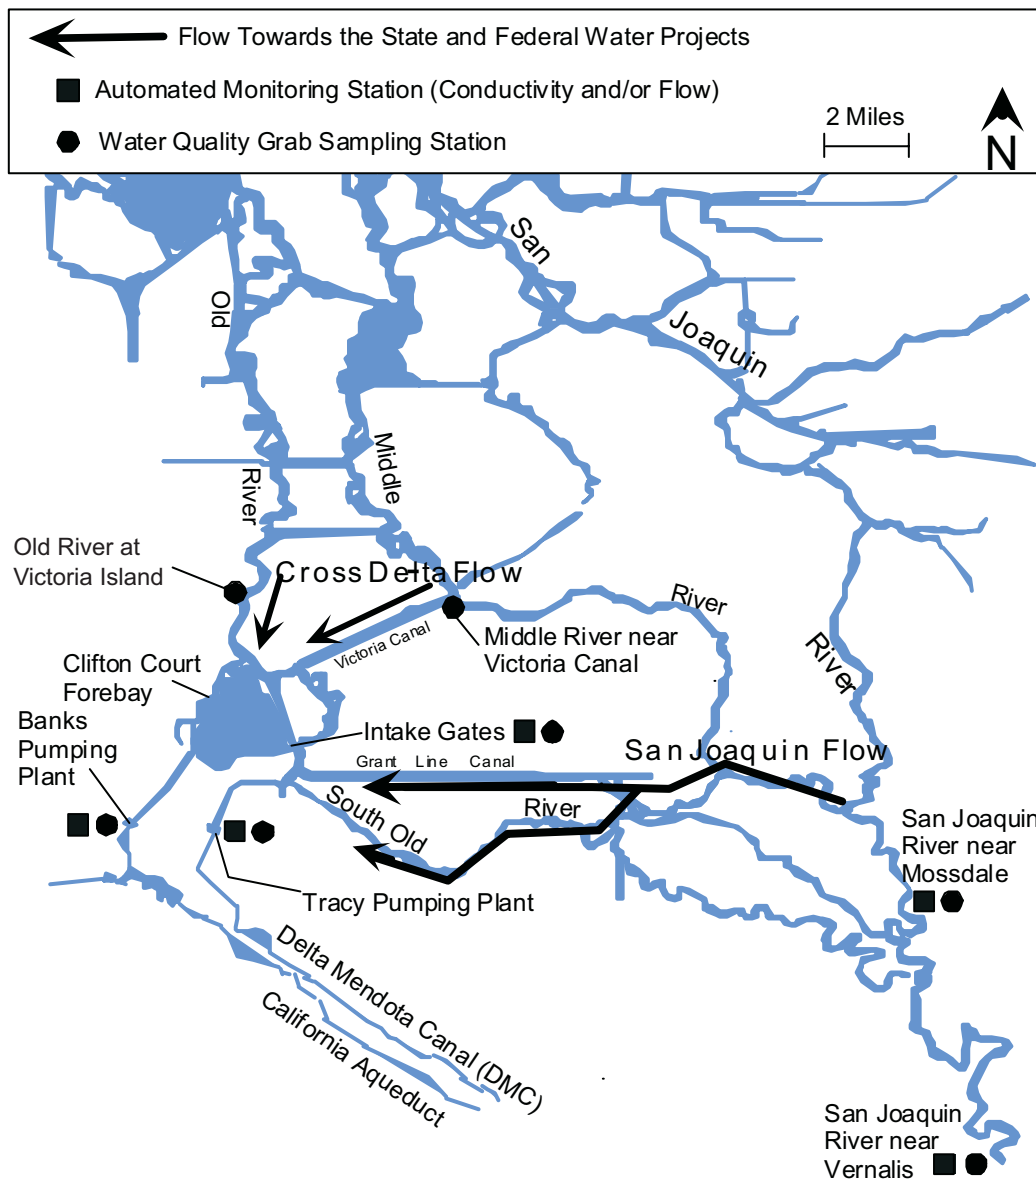 Flow Towards the State and Federal Water Projects
Automated Monitoring Station (Conductivity and/or Flow)
Water Quality Grab Sampling Station
2 Miles
N
San
Joaquin
River
Old
River
Middle
River
Old River at
Victoria Island
Cross Delta Flow
Victoria Canal
Middle River near
Victoria Canal
Clifton Court
Forebay
Banks
Pumping
Plant
Intake Gates
San Joaquin Flow
Grant Line Canal
South Old
River
San Joaquin
River near
Mossdale
Tracy Pumping Plant
Delta Mendota Canal (DMC)
California Aqueduct
San Joaquin
River near
Vernalis